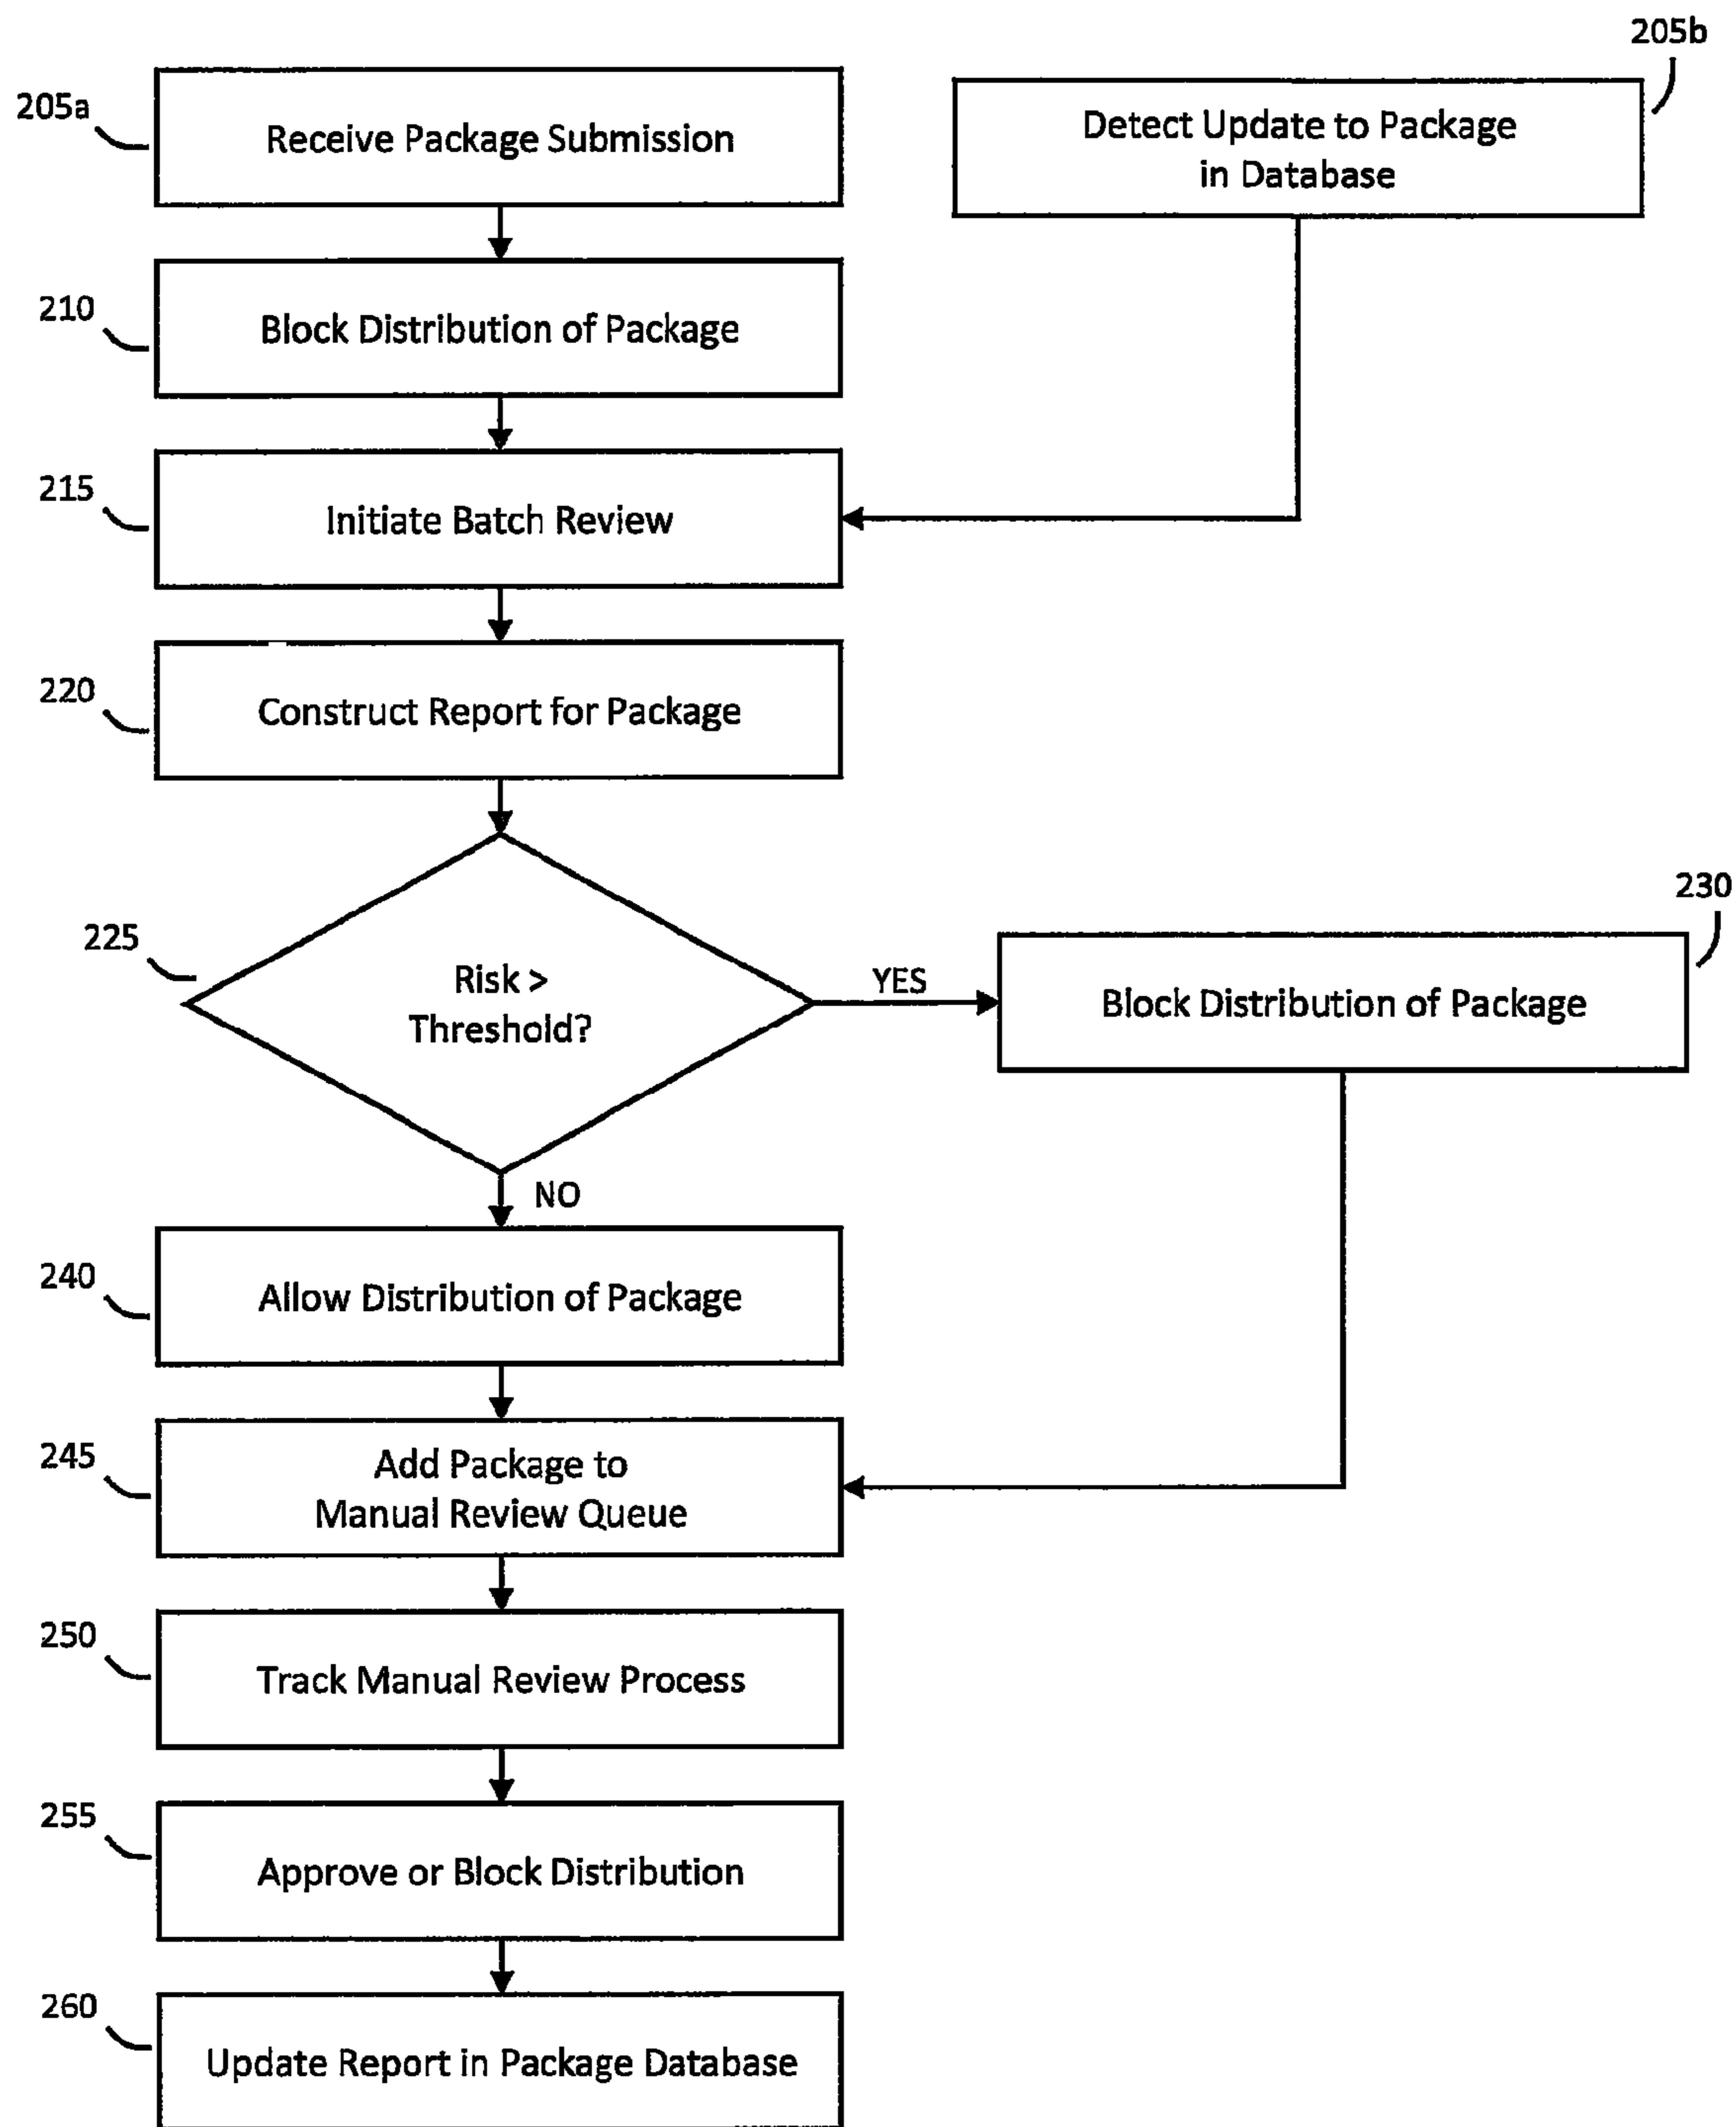 205b
205a
Receive Package Submission
Detect Update to Package
in Database
210
Block Distribution of Package
215
Initiate Batch Review
220
Construct Report for Package
225
Risk >
Threshold?
YES
230
Block Distribution of Package
NO
240
Allow Distribution of Package
245
Add Package to
Manual Review Queue
250
Track Manual Review Process
255
Approve or Block Distribution
260
Update Report in Package Database